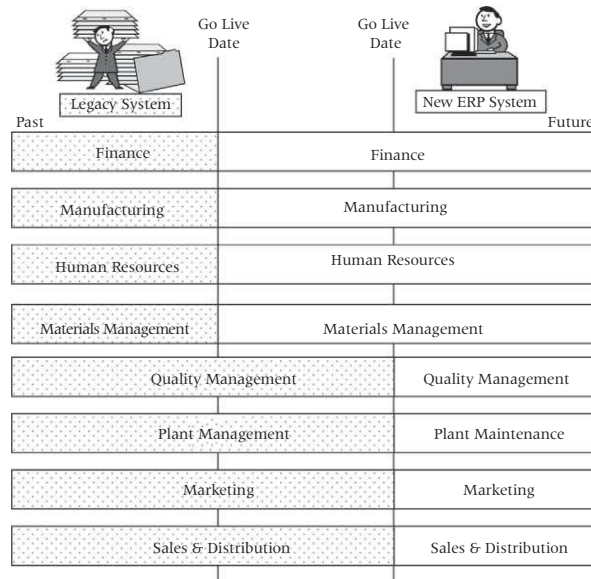 Go Live
Date
Go Live
Date
Legacy System
New ERP System
Past
Future
Finance
Finance
Manufacturing
Manufacturing
Human Resources
Human Resources
Materials Management
Materials Management
Quality Management
Quality Management
Plant Management
Plant Maintenance
Marketing
Marketing
Sales & Distribution
Sales & Distribution